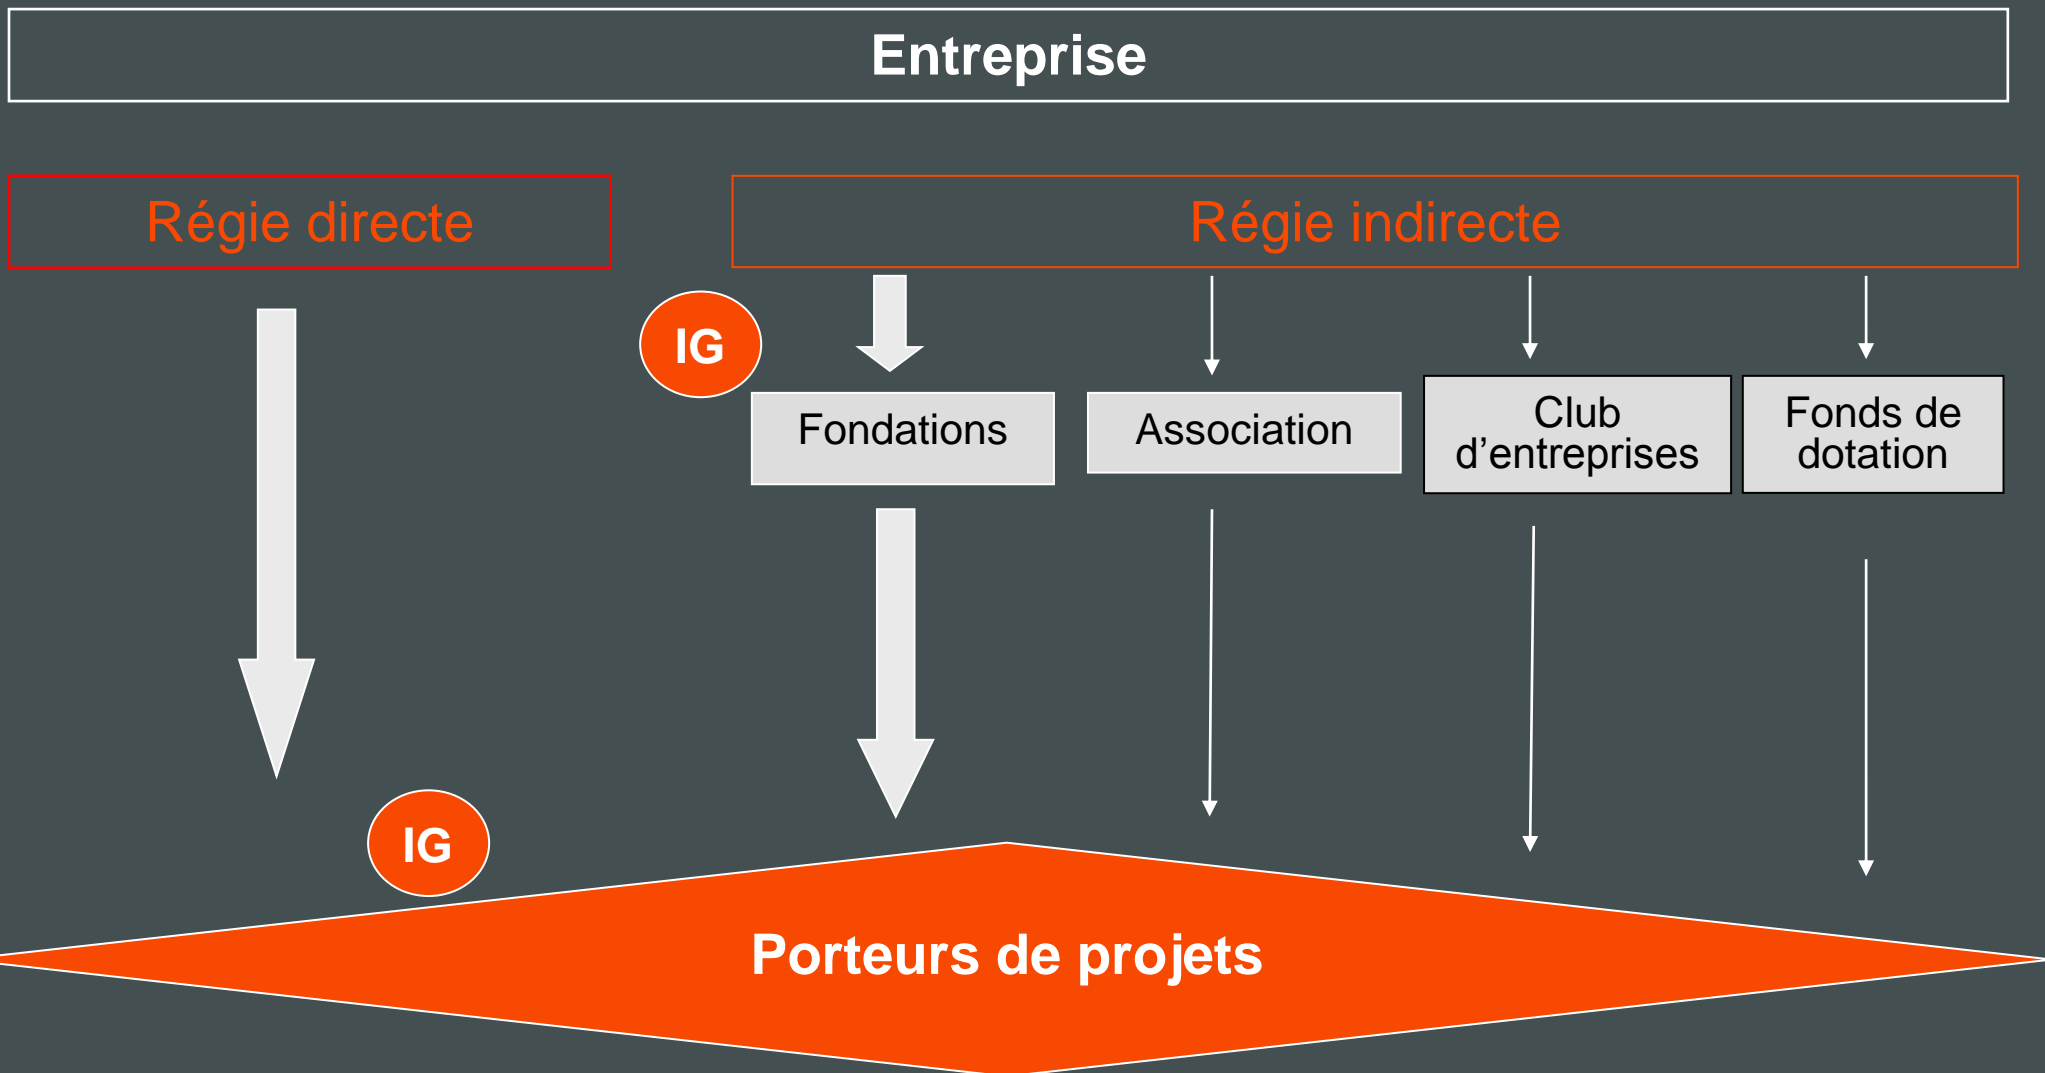 Entreprise
Régie directe
Régie indirecte
IG
Fondations
Association
Club
d’entreprises
Fonds de
dotation
IG
Porteurs de projets